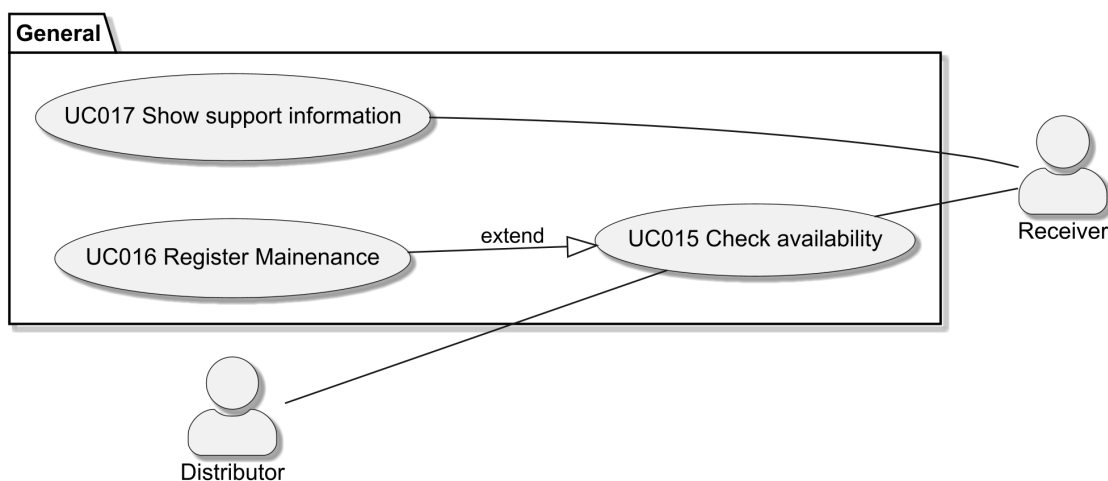 General
UC017 Show support information
UC016 Register Mainenance
extend
UC015 Check availability
Receiver
Distributor